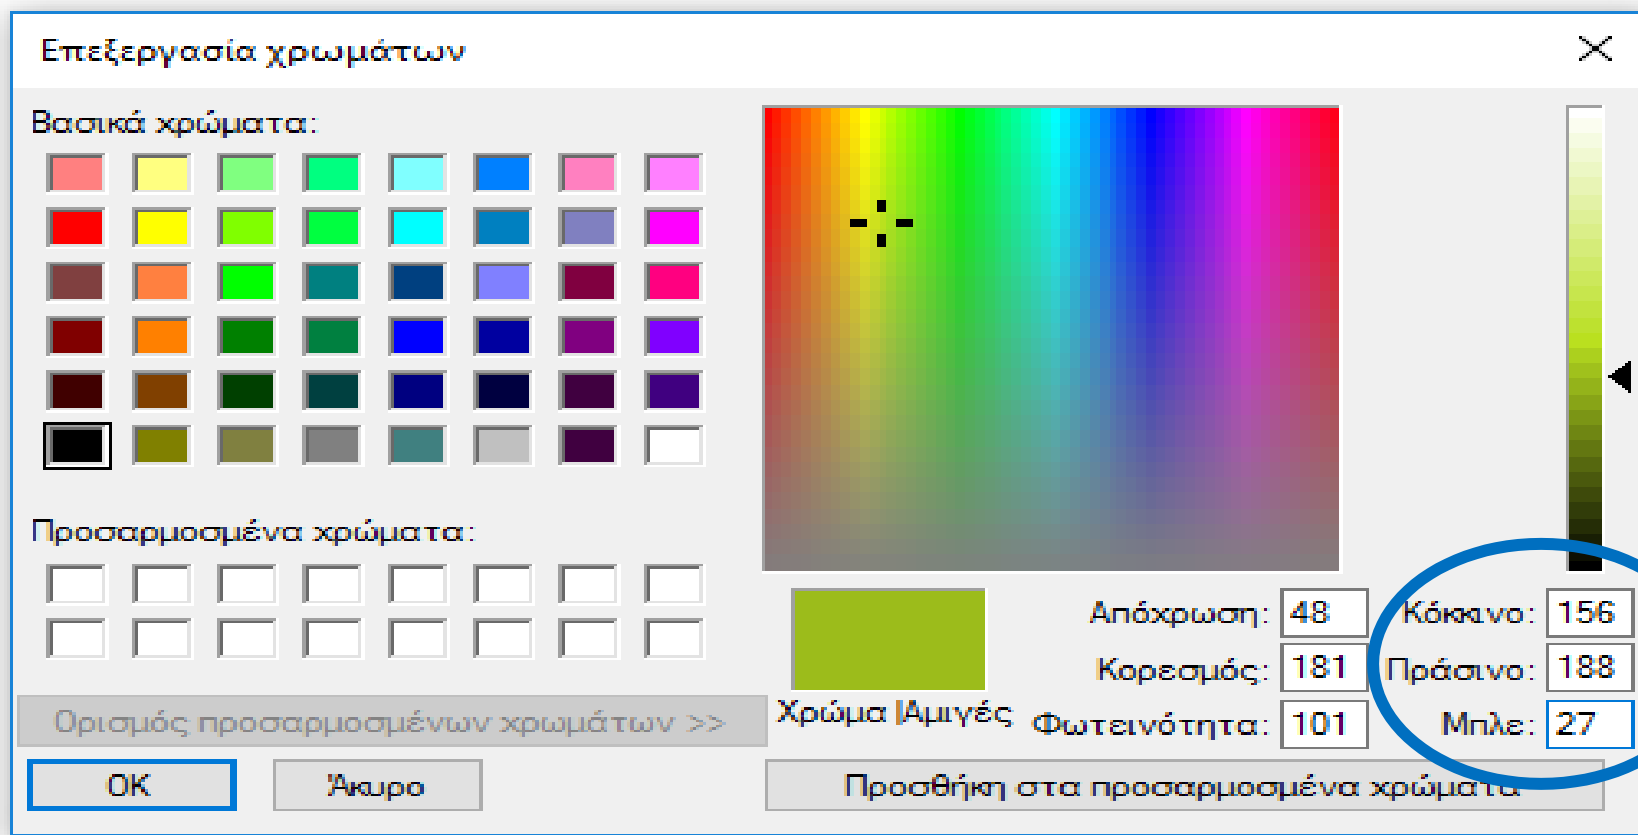 Επεξεργασία χρωμάτων
Βασικά χρώματα:
Προσαρμοσμένα χρώματα:
Ορισμός προσαρμοσμένων χρωμάτων >>
OK
Άκυρο
Χρώμα |Αμιγές
Απόχρωση: 48
Κορεσμός: 181
Φωτεινότητα: 101
Κόκκινο: 156
Πράσινο: 188
Μπλε: 27
Προσθήκη στα προσαρμοσμένα χρώματα